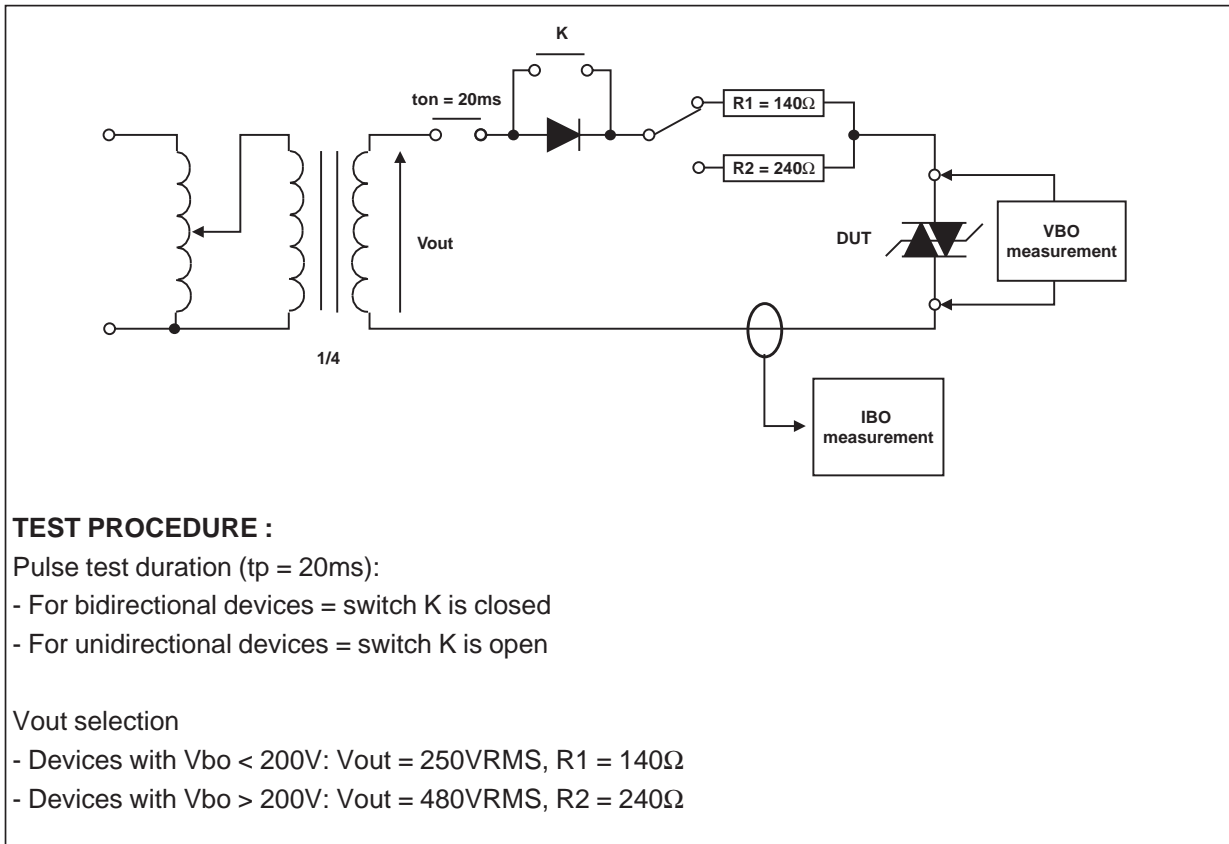 K
ton = 20ms
R1 = 140Ω
R2 = 240Ω
Vout
DUT
VBO
measurement
1/4
IBO
measurement
TEST PROCEDURE :
Pulse test duration (tp = 20ms):
- For bidirectional devices = switch K is closed
- For unidirectional devices = switch K is open
Vout selection
- Devices with Vbo < 200V: Vout = 250VRMS, R1 = 140Ω
- Devices with Vbo > 200V: Vout = 480VRMS, R2 = 240Ω